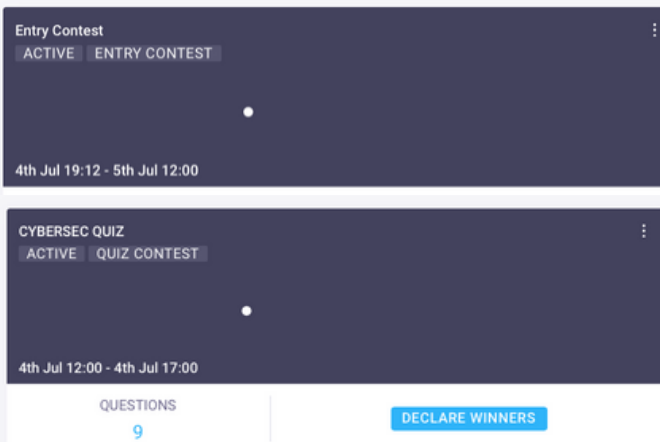 Entry Contest
ACTIVE ENTRY CONTEST
4th Jul 19:12 - 5th Jul 12:00
CYBERSEC QUIZ
ACTIVE QUIZ CONTEST
4th Jul 12:00 - 4th Jul 17:00
QUESTIONS
9
DECLARE WINNERS